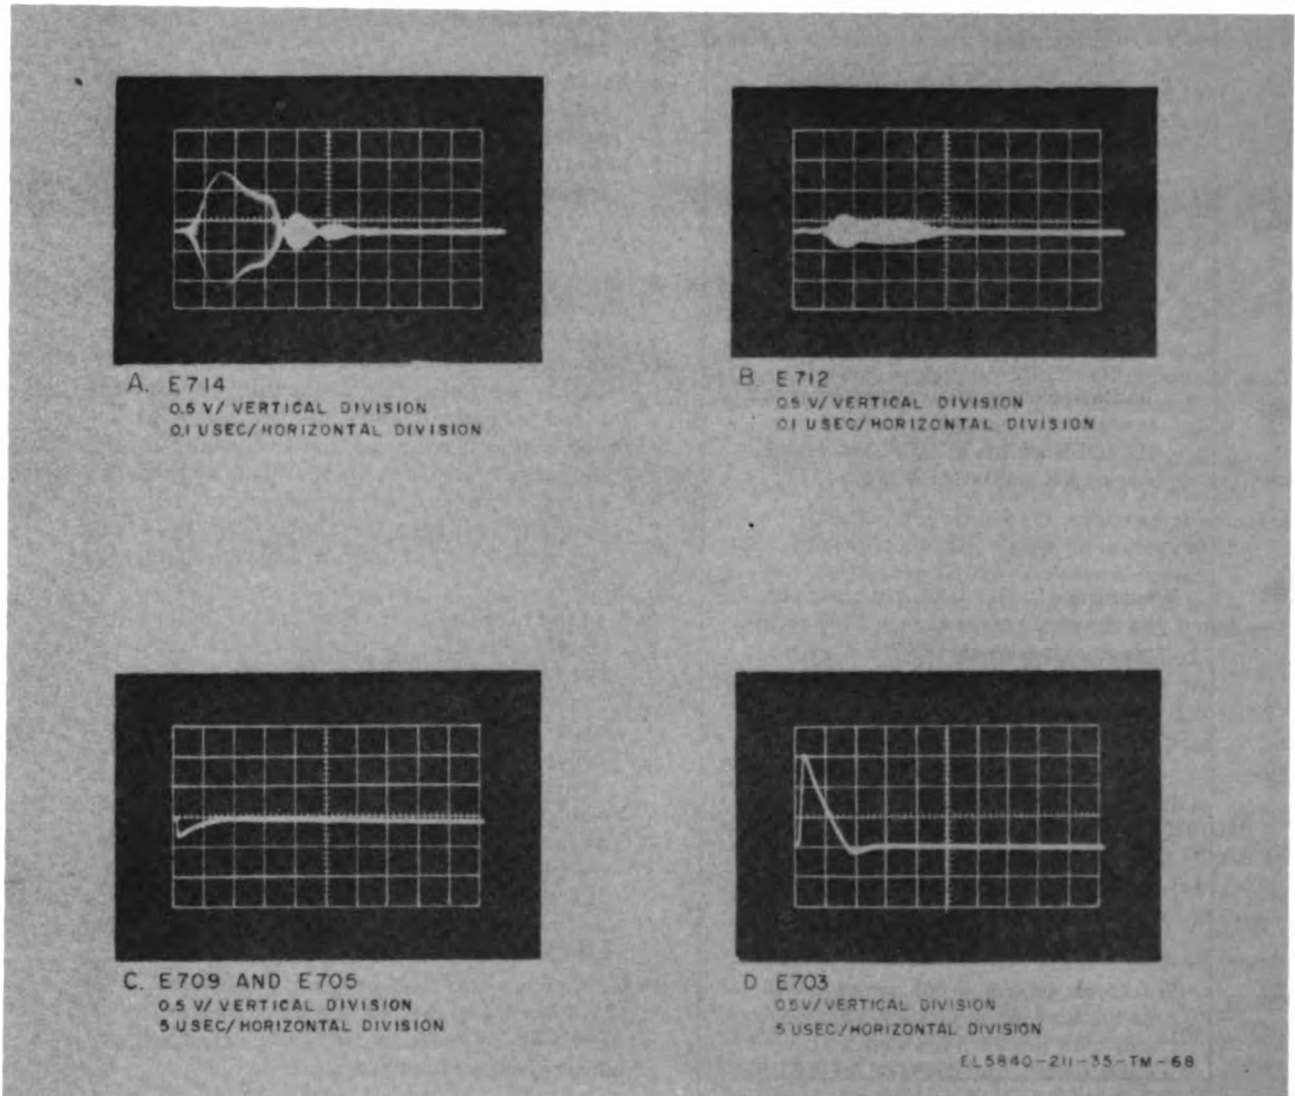 A. E714
0.5 V/VERTICAL DIVISION
0.1 USEC/HORIZONTAL DIVISION
B. E712
0.5 V/VERTICAL DIVISION
0.1 USEC/HORIZONTAL DIVISION
C. E709 AND E705
0.5 V/VERTICAL DIVISION
5 USEC/HORIZONTAL DIVISION
D E703
0.5V/VERTICAL DIVISION
5 USEC/HORIZONTAL DIVISION
EL5840-211-35-TM-68